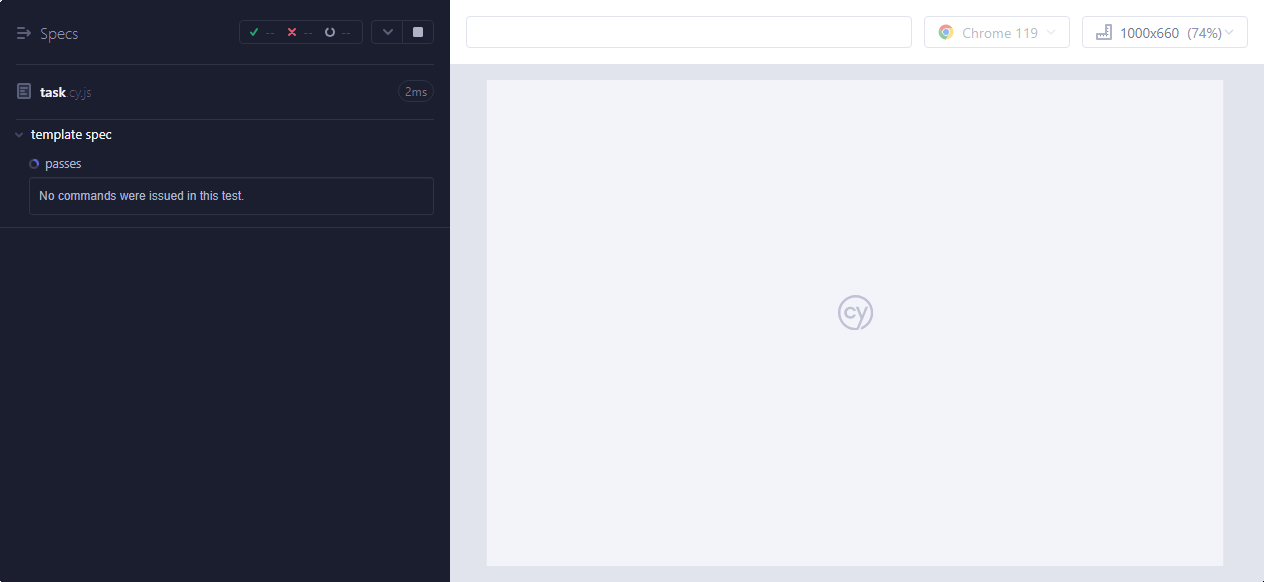 Specs
-- -- --
Chrome 119
1000x660 (74%)
task.cy.js
2ms
template spec
passes
No commands were issued in this test.
cy